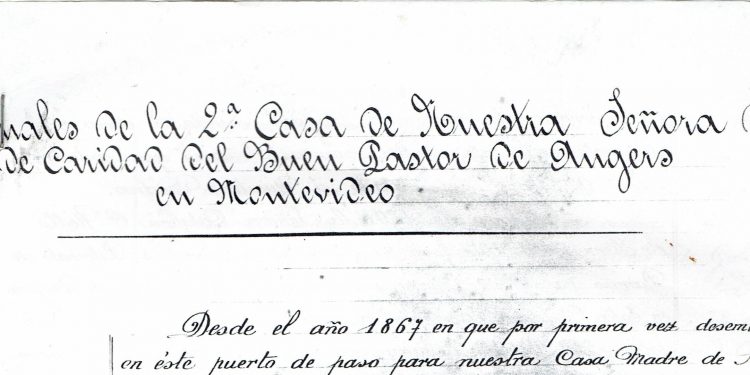 nales de la 2.ª Casa de Nuestra Señora
de Caridad del Buen Pastor de Angers
en Montevideo
Desde el año 1867 en que por primera vez desem
en éste puerto de paso para nuestra Casa Madre de